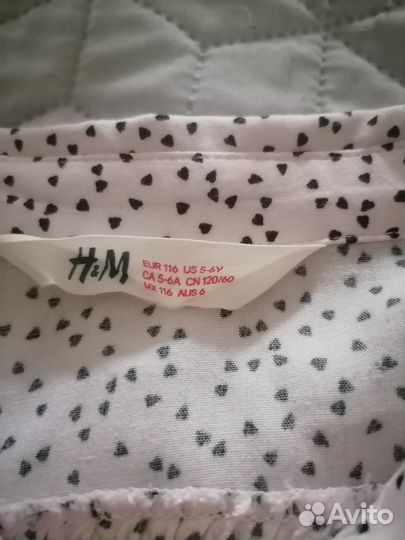 H&M
EUR 116 US 5-6Y
CA 5-6A CN 120/60
MX 116 AUS 6
Avito